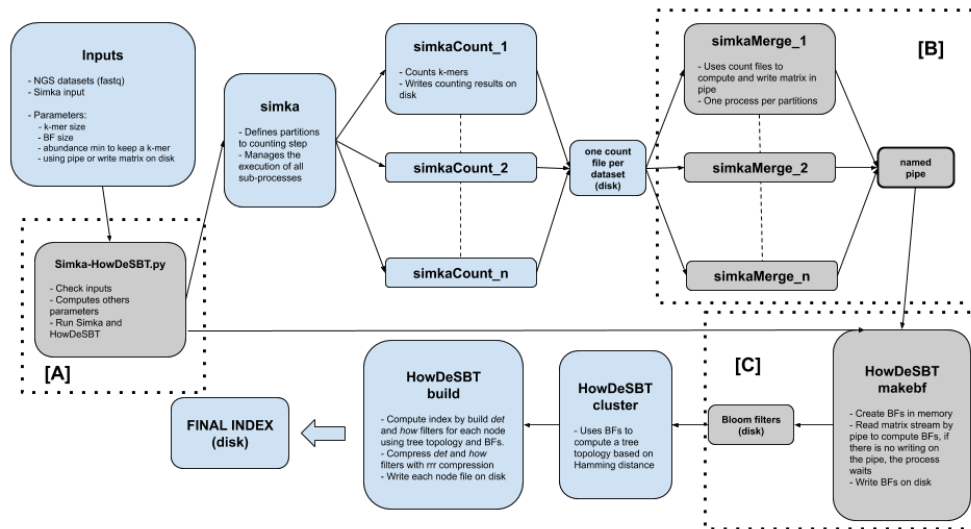 Inputs
- NGS datasets (fastq)
- Simka input
- Parameters:
- k-mer size
- BF size
- abundance min to keep a k-mer
- using pipe or write matrix on disk
Simka-HowDeSBT.py
- Check inputs
- Computes others
parameters
- Run Simka and
HowDeSBT
[A]
simka
- Defines partitions
to counting step
- Manages the
execution of all
sub-processes
simkaCount_1
- Counts k-mers
- Writes counting results on
disk
simkaCount_2
simkaCount_n
one count
file per
dataset
(disk)
simkaMerge_1
- Uses count files to
compute and write matrix in
pipe
- One process per partitions
simkaMerge_2
simkaMerge_n
[B]
named
pipe
[C]
HowDeSBT
makebf
- Create BFs in memory
- Read matrix stream by
pipe to compute BFs, if
there is no writing on
the pipe, the process
waits
- Write BFs on disk
Bloom filters
(disk)
HowDeSBT
cluster
- Uses BFs to
compute a tree
topology based on
Hamming distance
HowDeSBT
build
- Compute index by build det
and how filters for each node
using tree topology and BFs.
- Compress det and how
filters with rrr compression
- Write each node file on disk
FINAL INDEX
(disk)